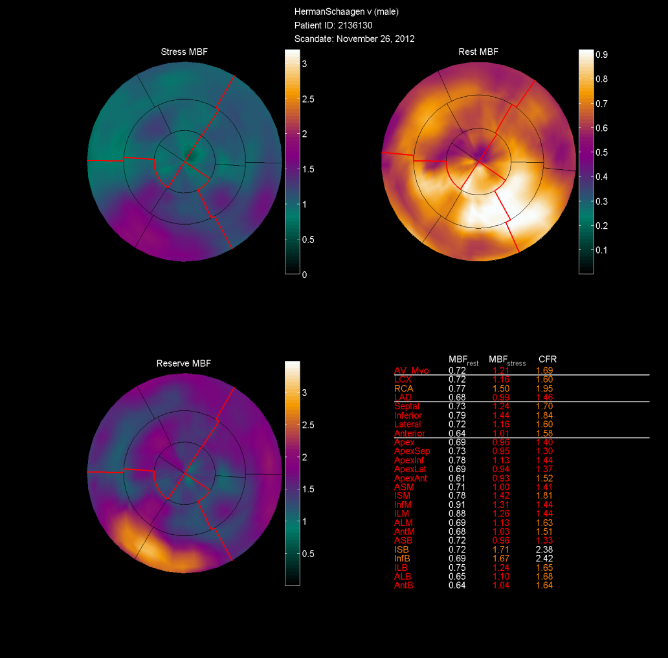 HermanSchaagen v (male)
Patient ID: 2136130
Scandate: November 26, 2012
Stress MBF
3
2.5
2
1.5
1
0.5
0
Rest MBF
0.9
0.8
0.7
0.6
0.5
0.4
0.3
0.2
0.1
Reserve MBF
3
2.5
2
1.5
1
0.5
MBFrest MBFstress CFR
AV_Myo 0.72 1.21 1.69
LCX 0.72 1.16 1.60
RCA 0.77 1.50 1.95
LAD 0.68 0.99 1.46
Septal 0.73 1.24 1.70
Inferior 0.79 1.44 1.84
Lateral 0.72 1.16 1.60
Anterior 0.64 1.01 1.58
Apex 0.69 0.96 1.40
ApexSep 0.73 0.95 1.30
ApexInf 0.78 1.13 1.44
ApexLat 0.69 0.94 1.37
ApexAnt 0.61 0.93 1.52
ASM 0.71 1.00 1.41
ISM 0.78 1.42 1.81
InfM 0.91 1.31 1.44
ILM 0.88 1.26 1.44
ALM 0.69 1.13 1.63
AntM 0.68 1.03 1.51
ASB 0.72 0.96 1.33
ISB 0.72 1.71 2.38
InfB 0.69 1.67 2.42
ILB 0.75 1.24 1.65
ALB 0.65 1.10 1.68
AntB 0.64 1.04 1.64